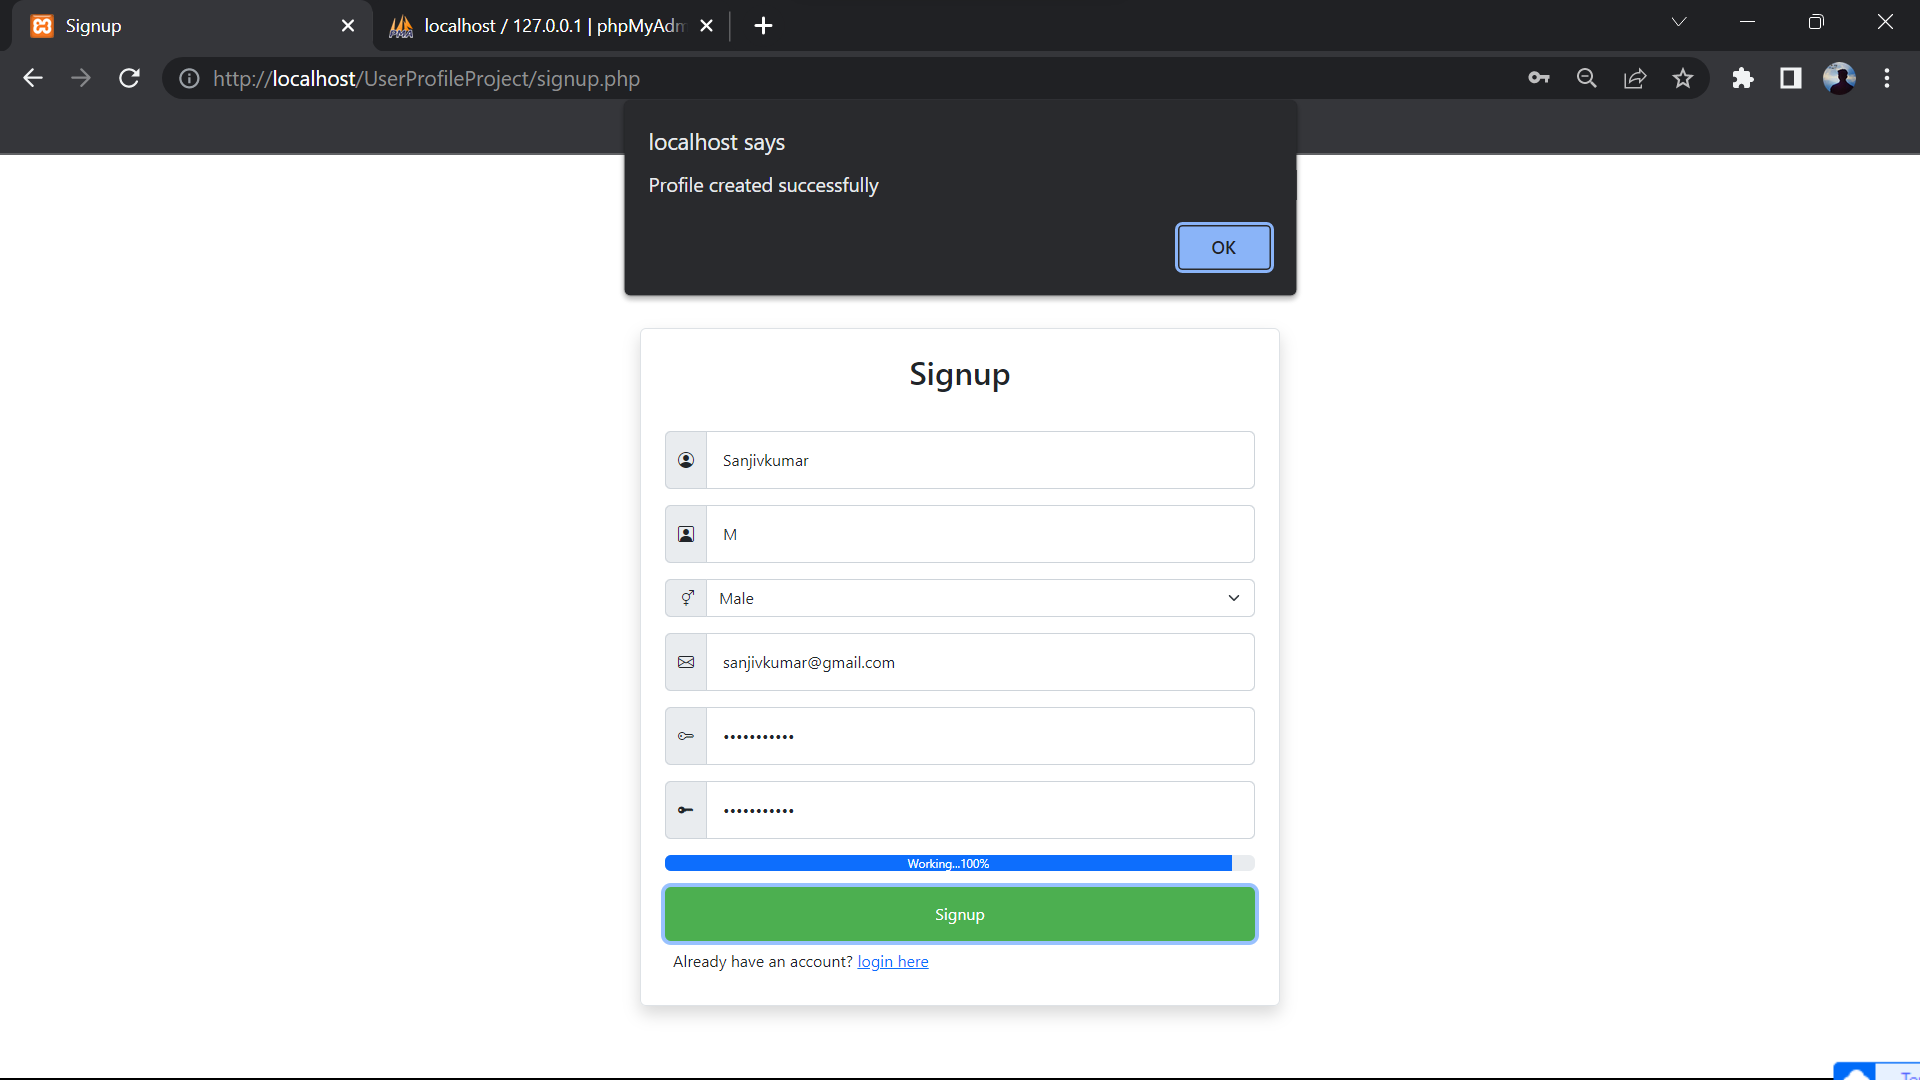 Signup
localhost / 127.0.0.1 | phpMyAdm
http://localhost/UserProfileProject/signup.php
localhost says
Profile created successfully
OK
Signup
Sanjivkumar
M
Male
sanjivkumar@gmail.com
•••••••••••
•••••••••••
Working...100%
Signup
Already have an account? login here